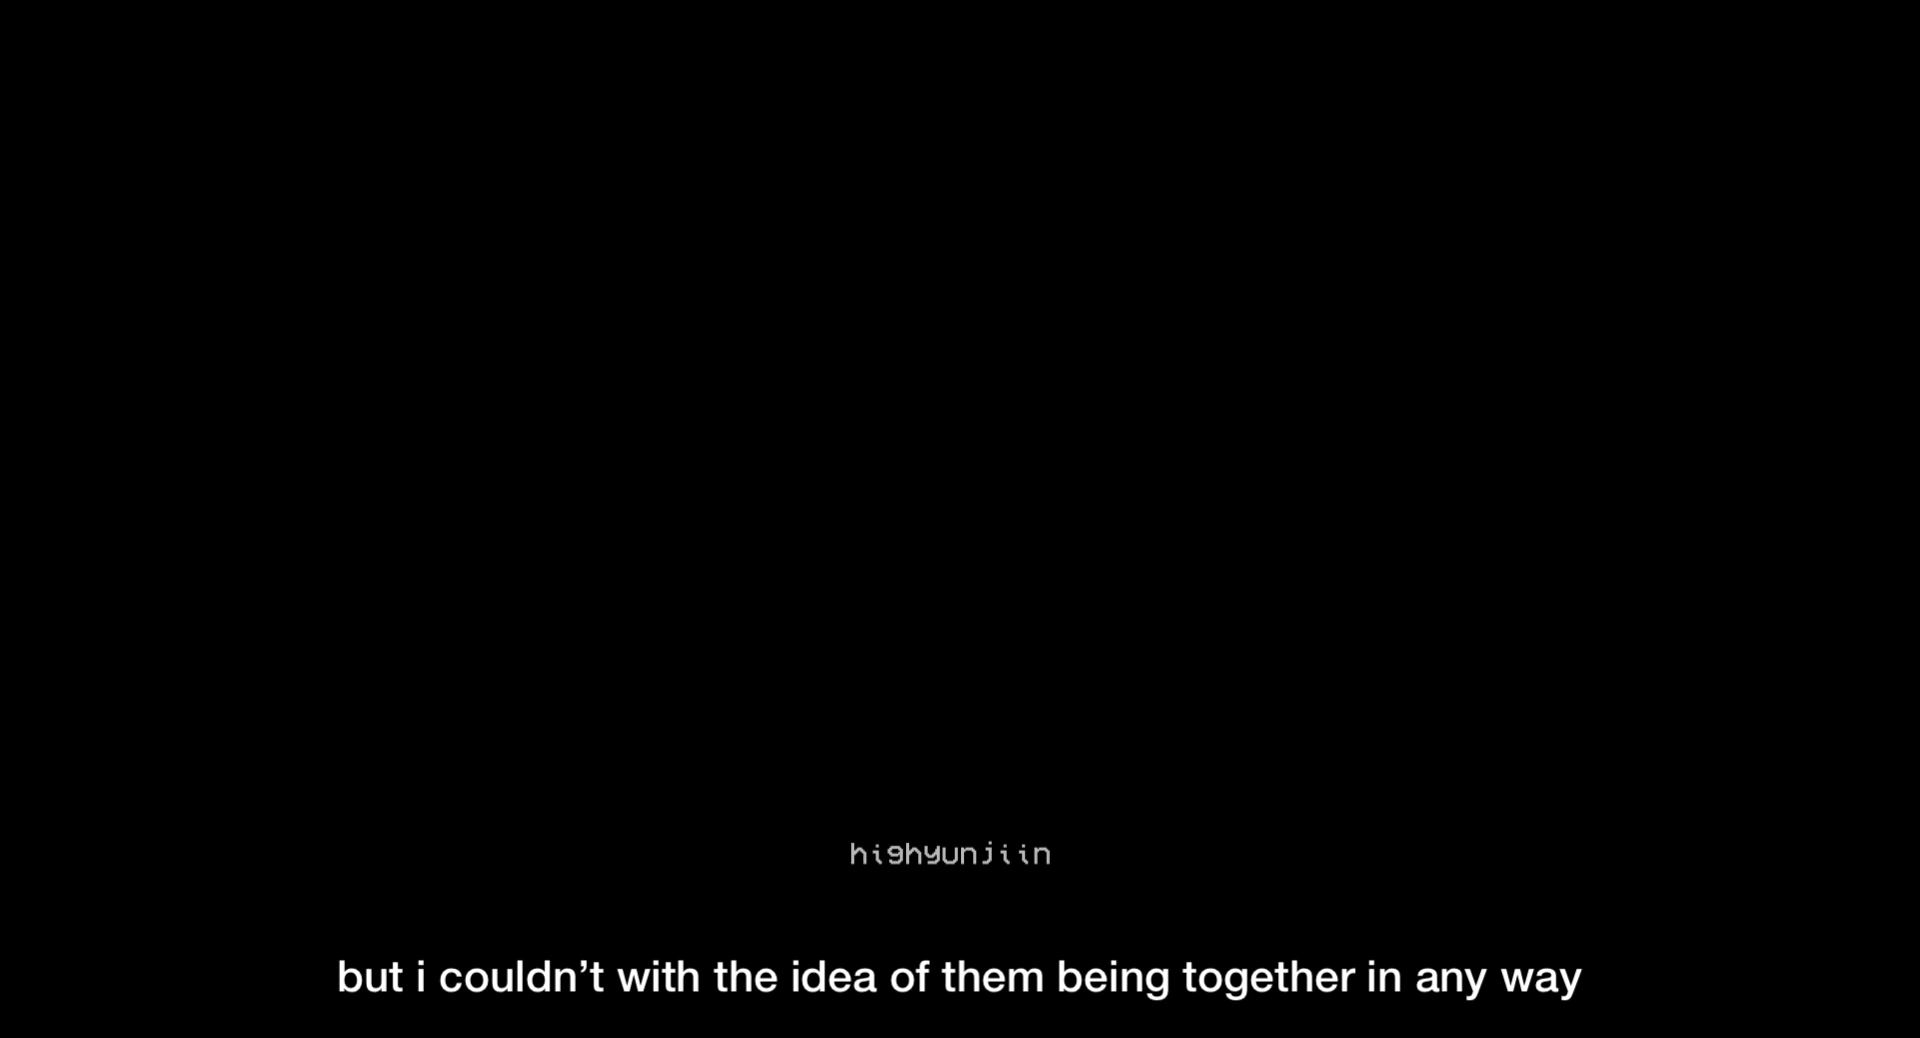 highyunjiin
but i couldn’t with the idea of them being together in any way